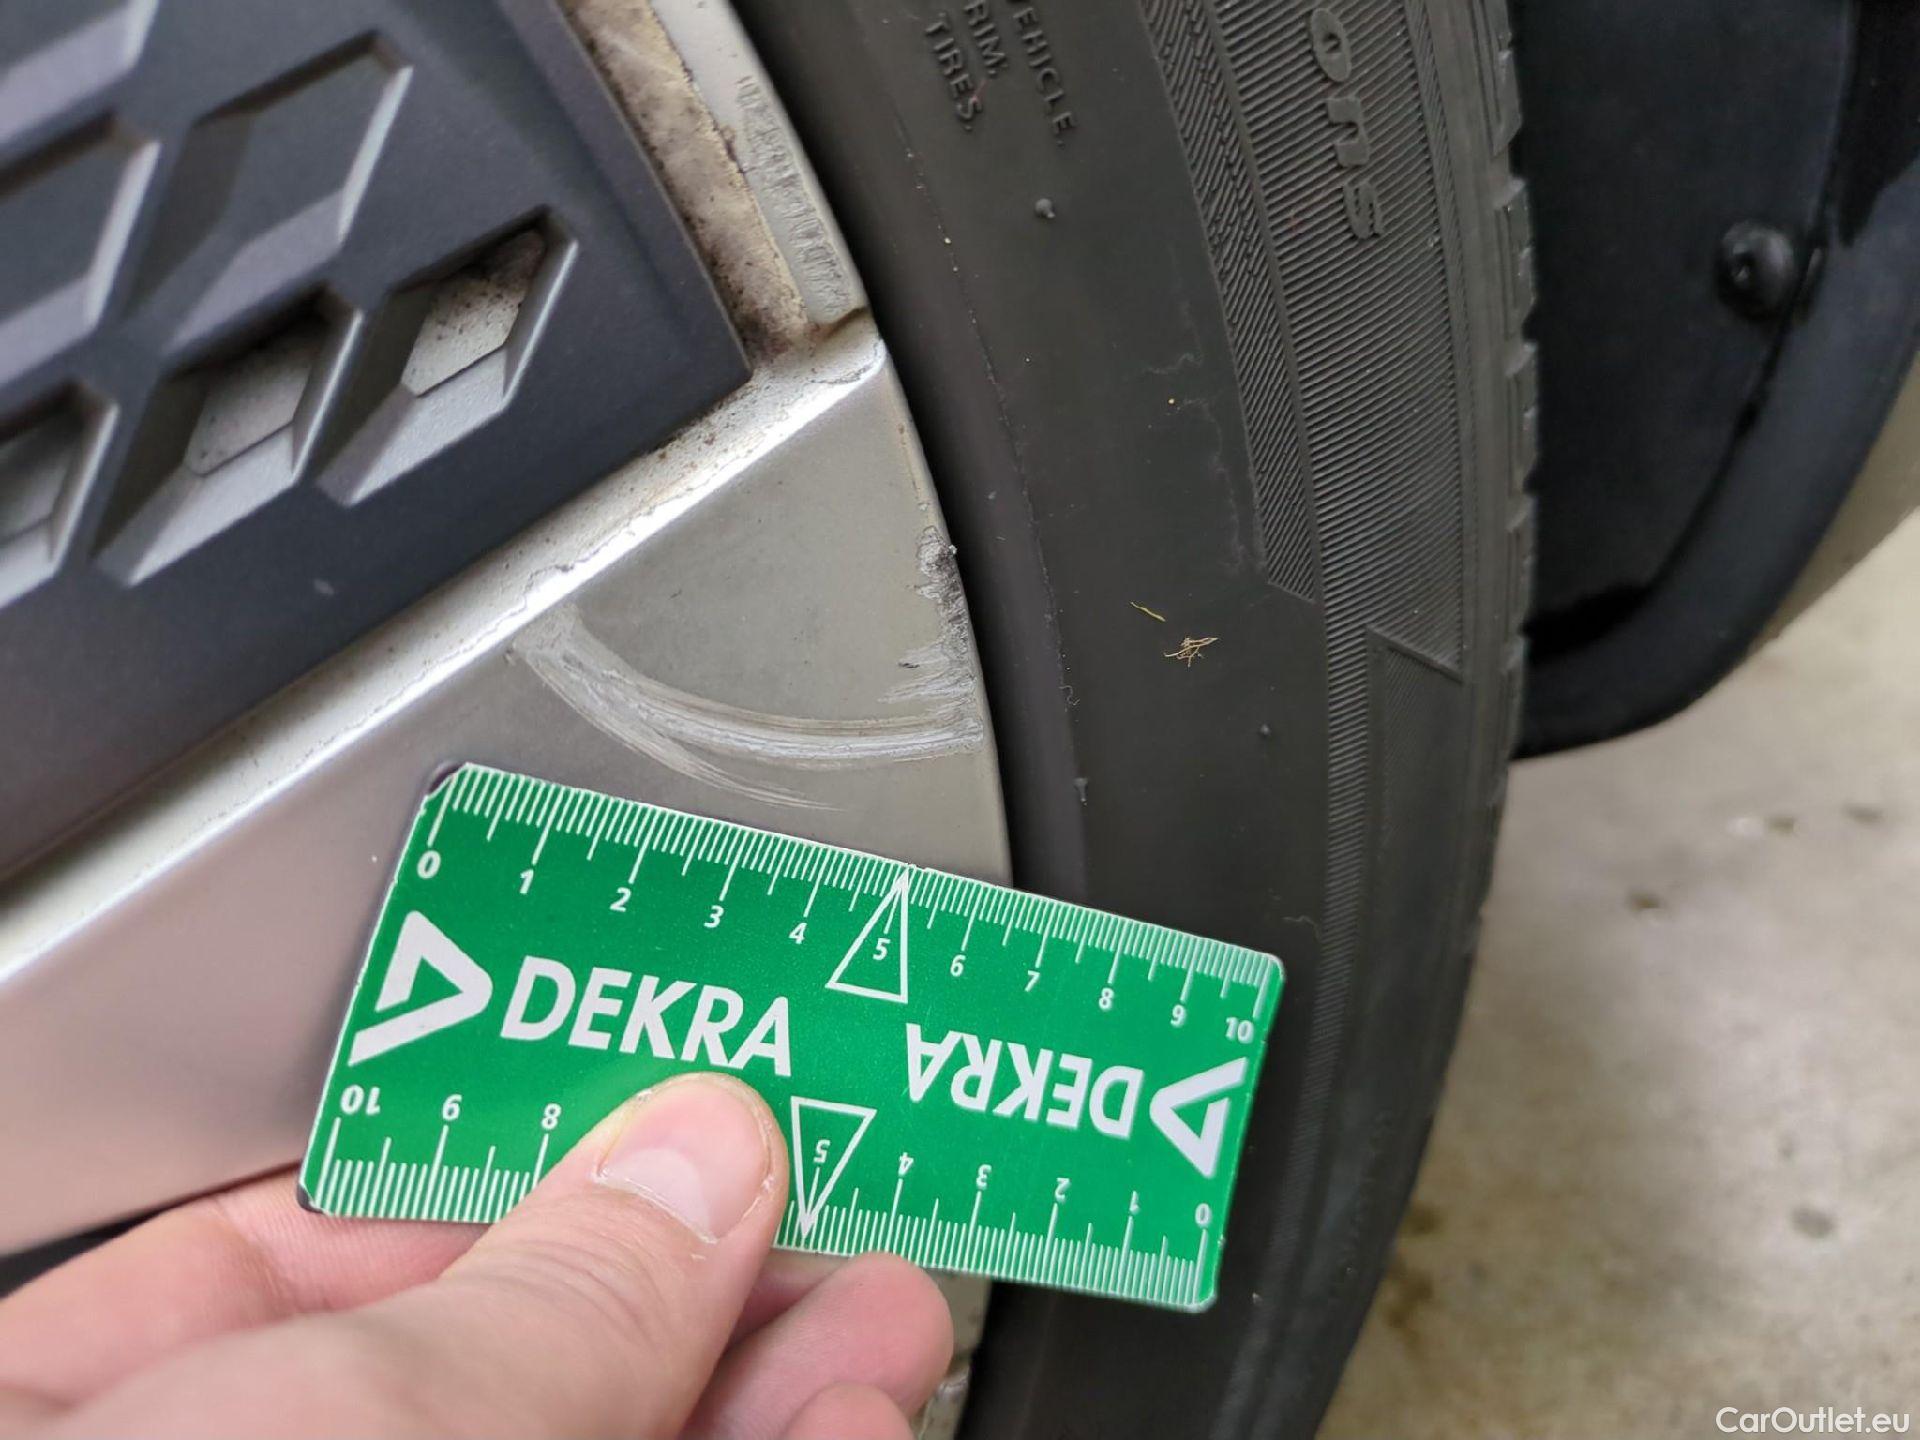 VEHICLE.
RIM.
TIRES,
ons
0 1 2 3 4 5 6 7 8 9 10
DEKRA
DEKRA
10 9 8 5 4 3 2 1 0
CarOutlet.eu